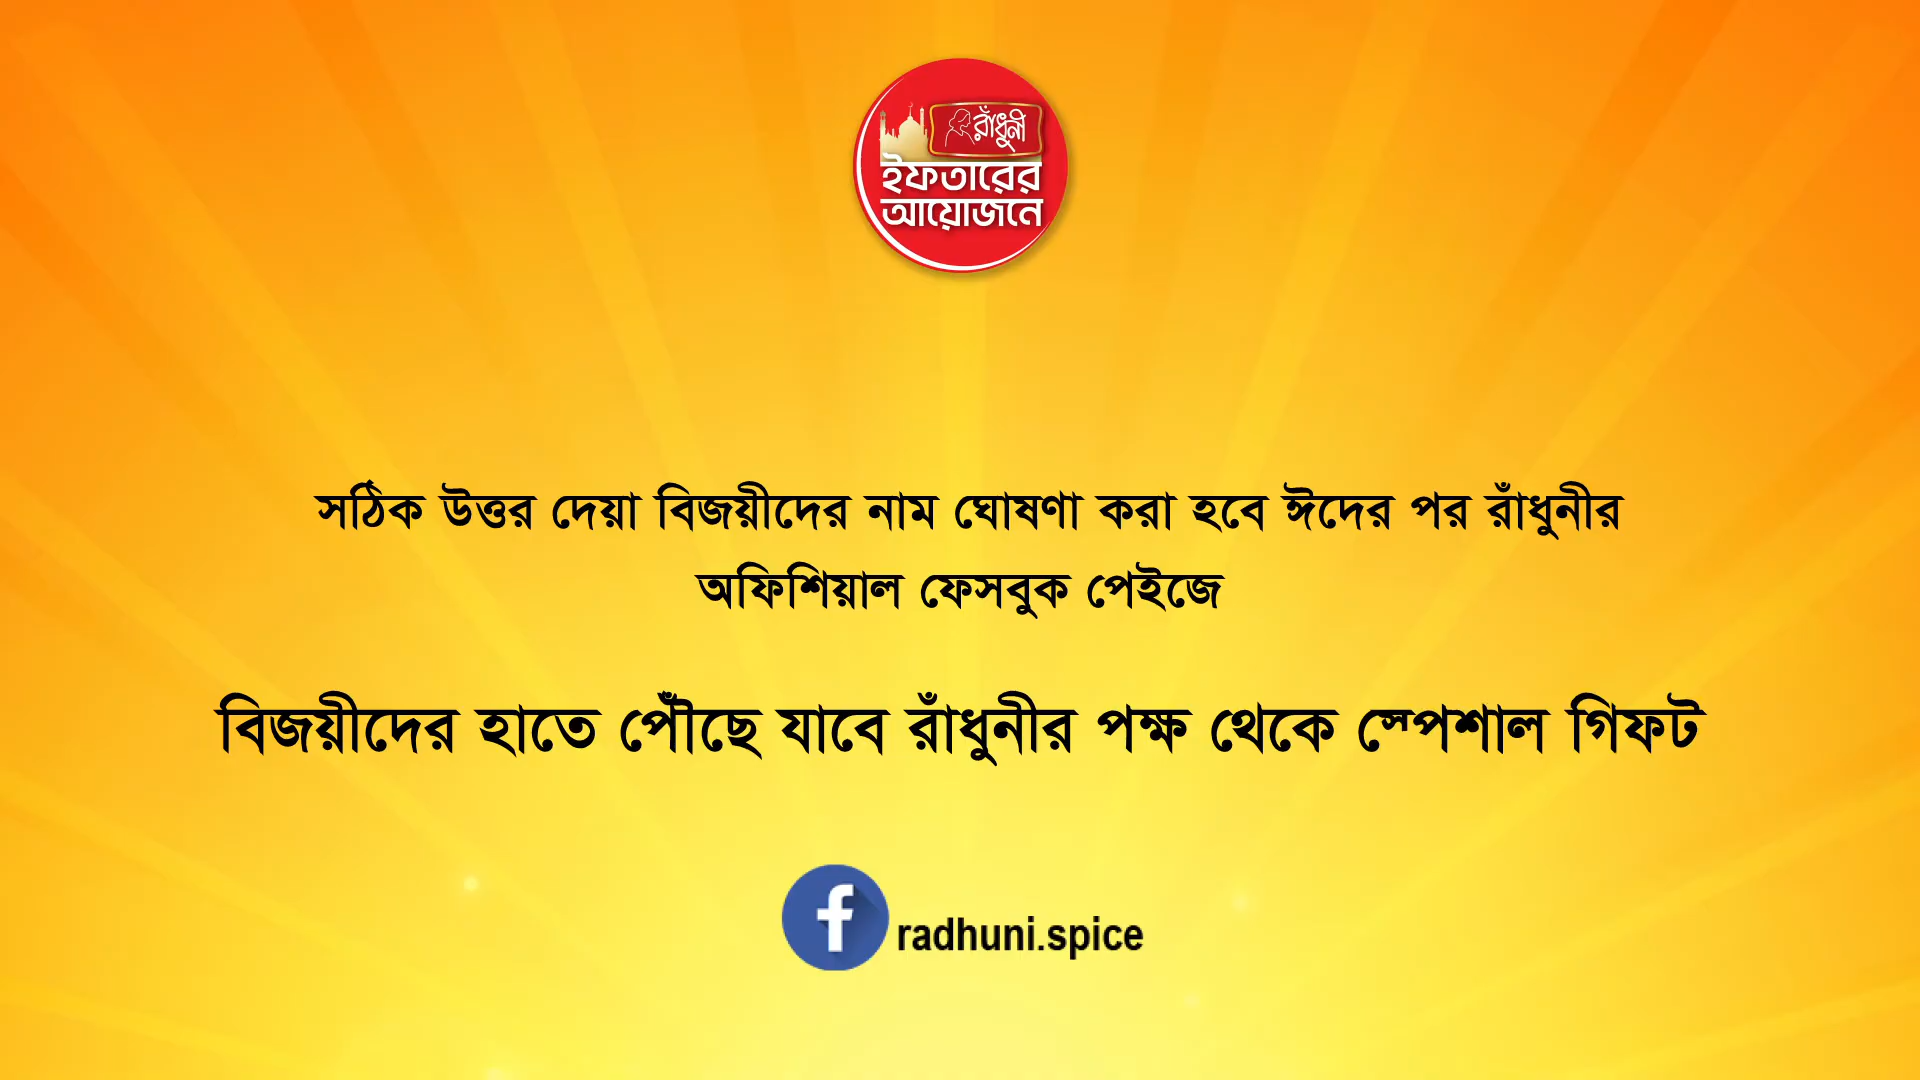 রাঁধুনী
ইফতারের
আয়োজনে
সঠিক উত্তর দেয়া বিজয়ীদের নাম ঘোষণা করা হবে ঈদের পর রাঁধুনীর
অফিশিয়াল ফেসবুক পেইজে
বিজয়ীদের হাতে পৌঁছে যাবে রাঁধুনীর পক্ষ থেকে স্পেশাল গিফট
f radhuni.spice